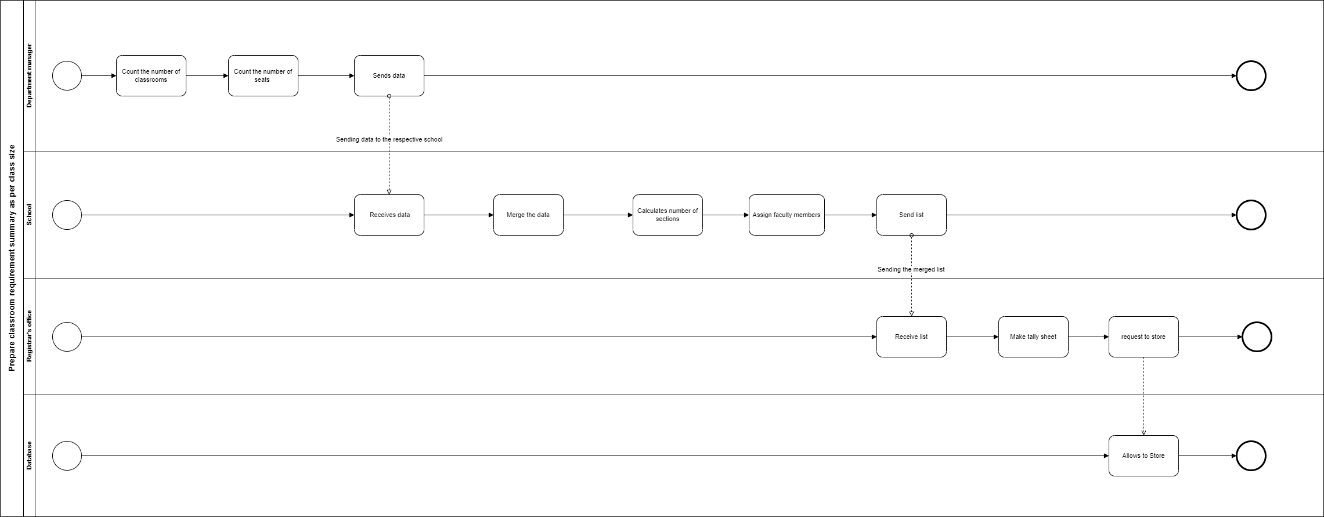 Prepare classroom requirement summary as per class size
Department manager
Count the number of
classrooms
Count the number of
seats
Sends data
Sending data to the respective school
School
Receives data
Merge the data
Calculates number of
sections
Assign faculty members
Send list
Sending the merged list
Registrar's office
Receive list
Make tally sheet
request to store
Database
Allows to Store